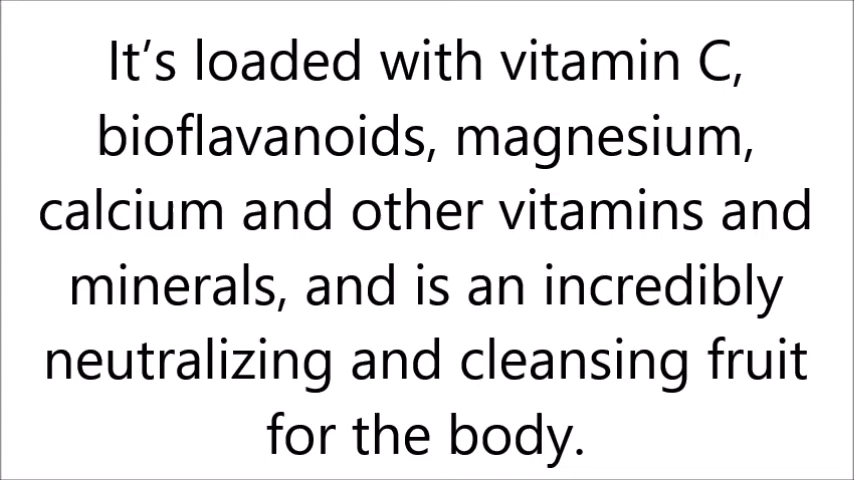 It’s loaded with vitamin C,
bioflavanoids, magnesium,
calcium and other vitamins and
minerals, and is an incredibly
neutralizing and cleansing fruit
for the body.